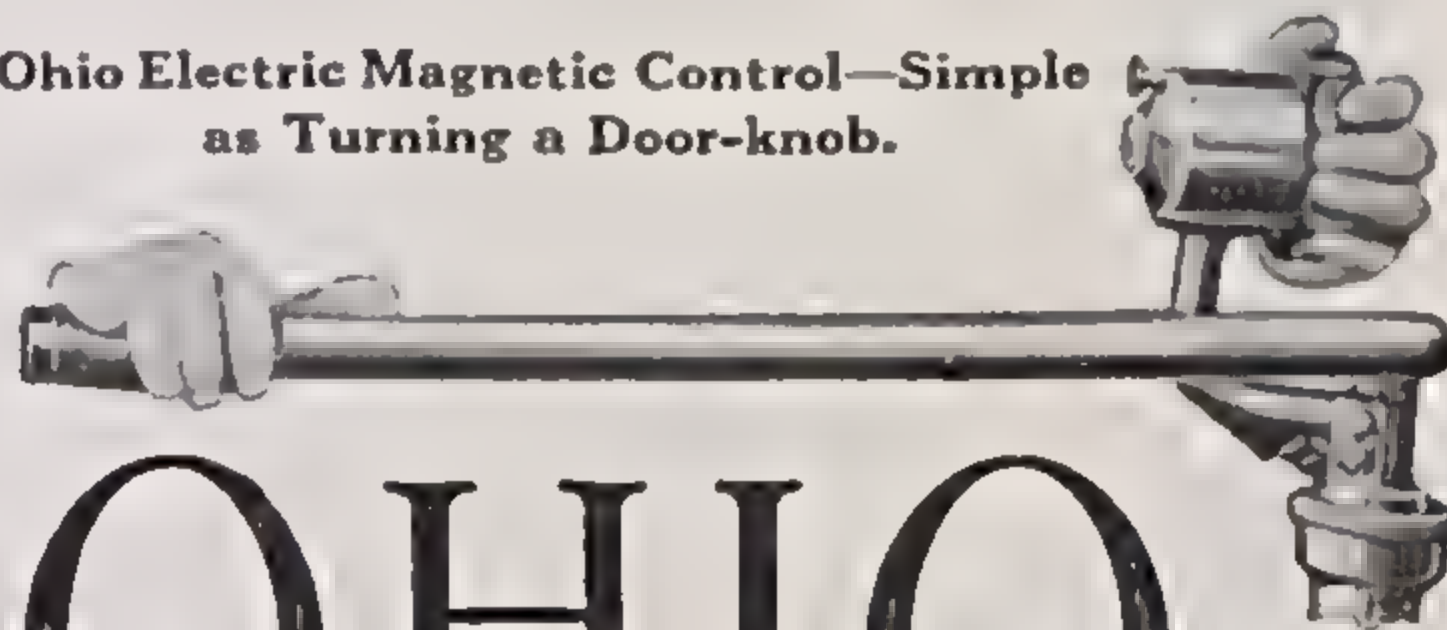 Ohio Electric Magnetic Control—Simple
as Turning a Door-knob.
OHIO